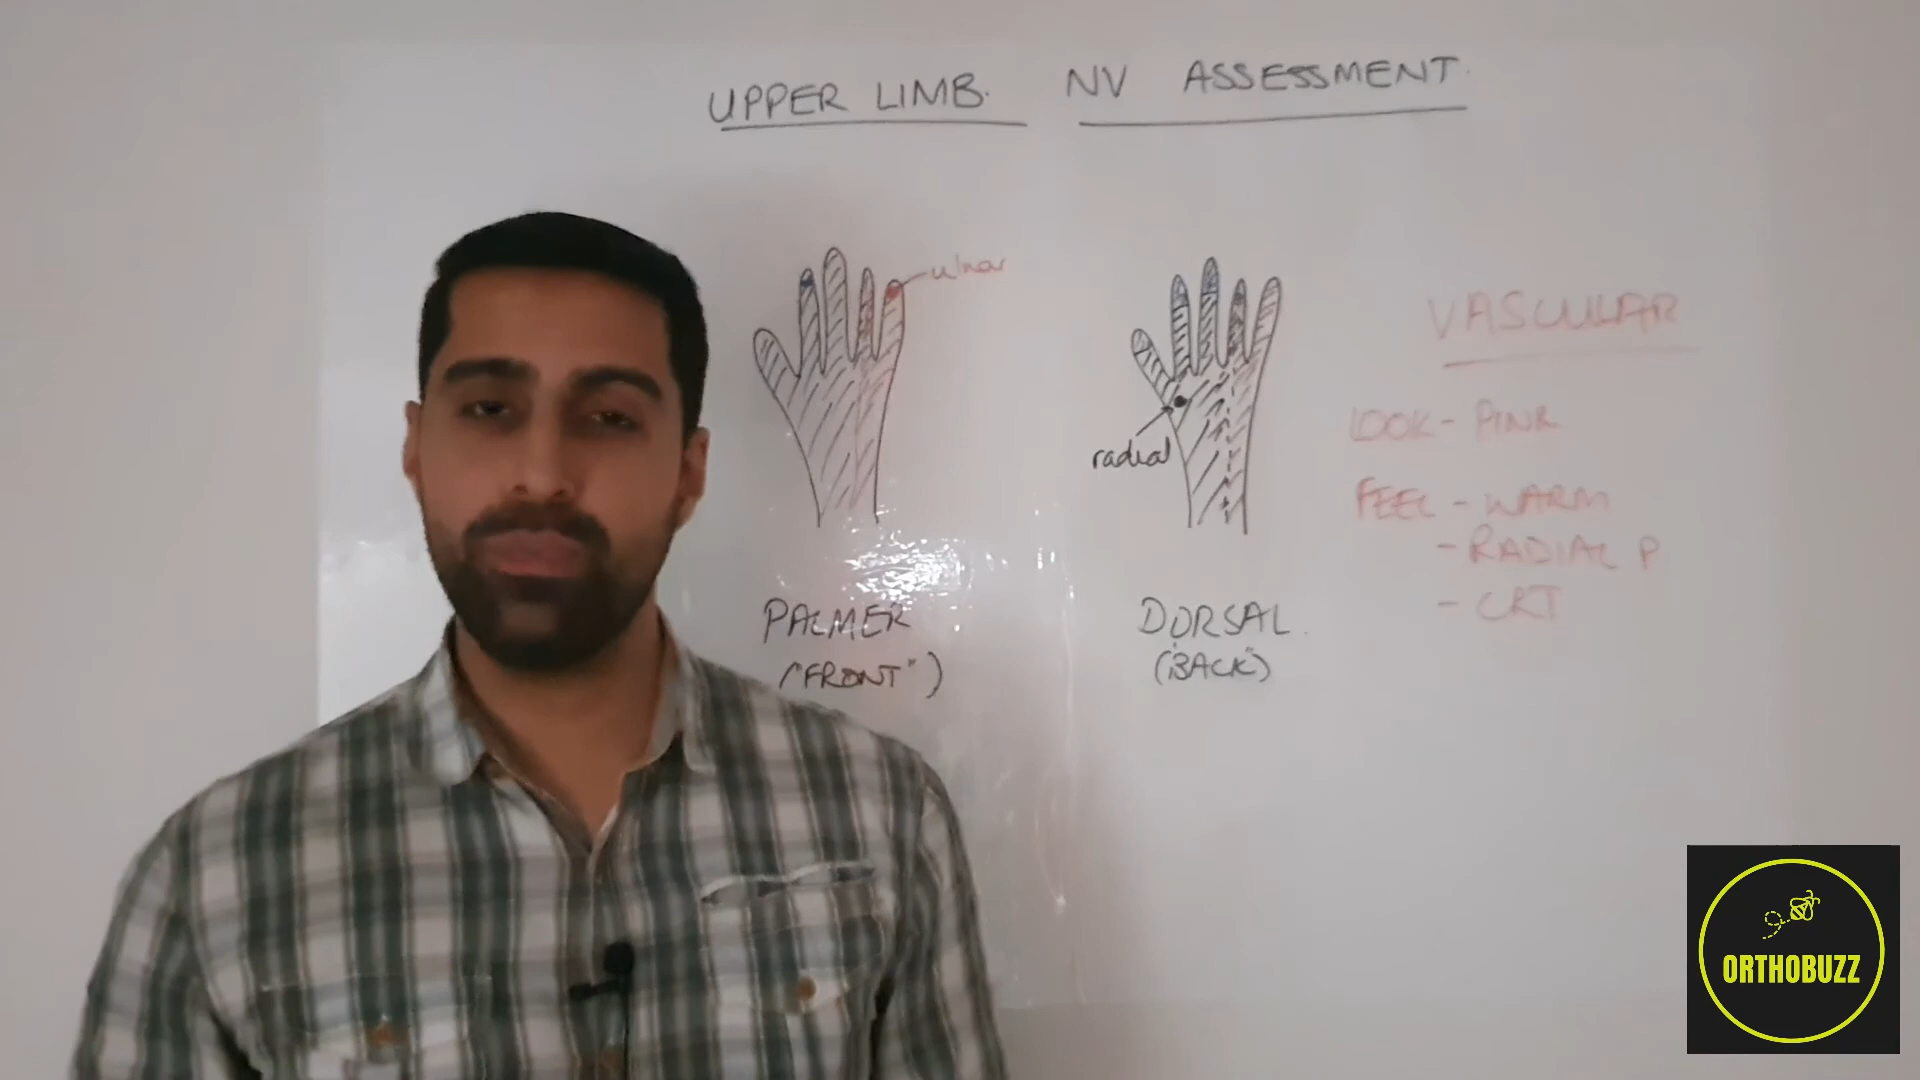 UPPER LIMB. NV ASSESSMENT.
ulnar
radial
PALMER
("FRONT")
DORSAL.
("BACK")
VASCULAR
LOOK - PINK
FEEL - WARM
- RADIAL P
- CRT
ORTHOBUZZ